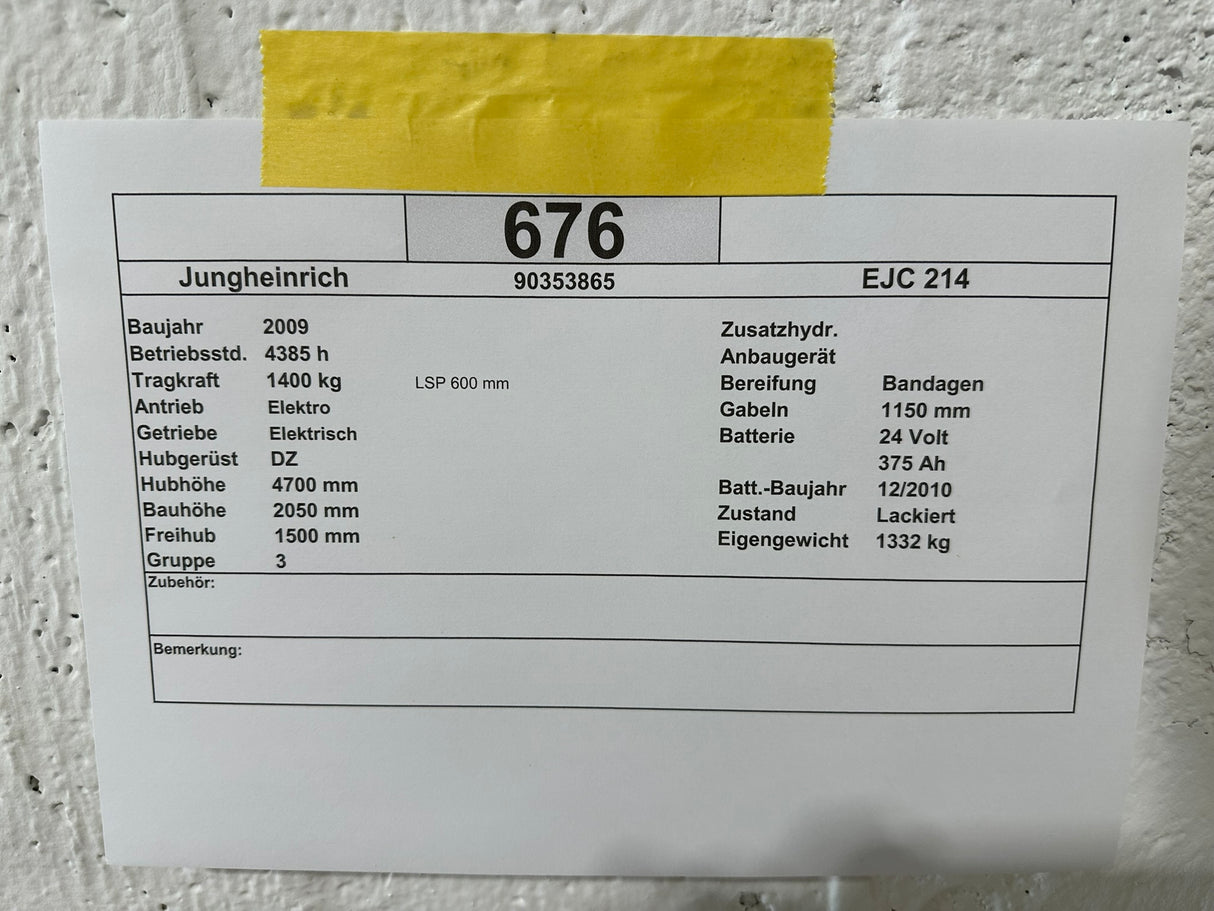 676
Jungheinrich 90353865 EJC 214
Baujahr 2009 Zusatzhydr.
Betriebsstd. 4385 h Anbaugerät
Tragkraft 1400 kg LSP 600 mm Bereifung Bandagen
Antrieb Elektro Gabeln 1150 mm
Getriebe Elektrisch Batterie 24 Volt
Hubgerüst DZ 375 Ah
Hubhöhe 4700 mm Batt.-Baujahr 12/2010
Bauhöhe 2050 mm Zustand Lackiert
Freihub 1500 mm Eigengewicht 1332 kg
Gruppe 3
Zubehör:
Bemerkung: